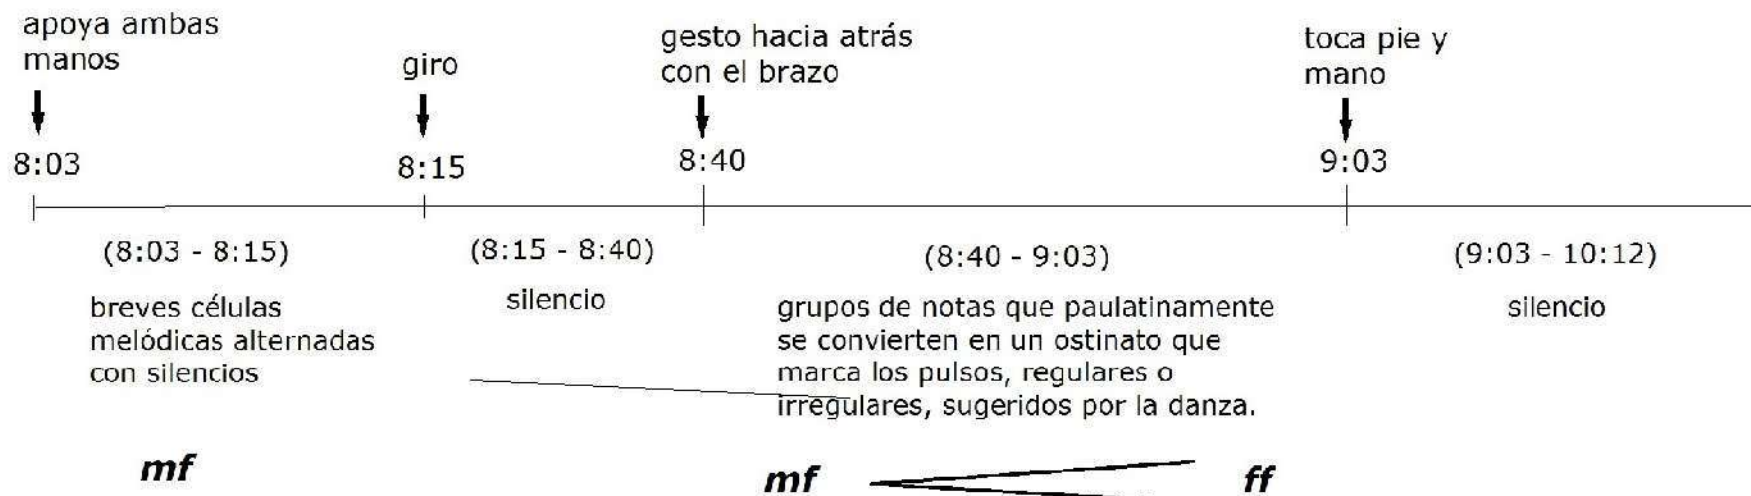 apoya ambas
manos
giro
gesto hacia atrás
con el brazo
toca pie y
mano
8:03
8:15
8:40
9:03
(8:03 - 8:15)
(8:15 - 8:40)
(8:40 - 9:03)
(9:03 - 10:12)
breves células
melódicas alternadas
con silencios
silencio
grupos de notas que paulatinamente
se convierten en un ostinato que
marca los pulsos, regulares o
irregulares, sugeridos por la danza.
silencio
mf
mf
ff